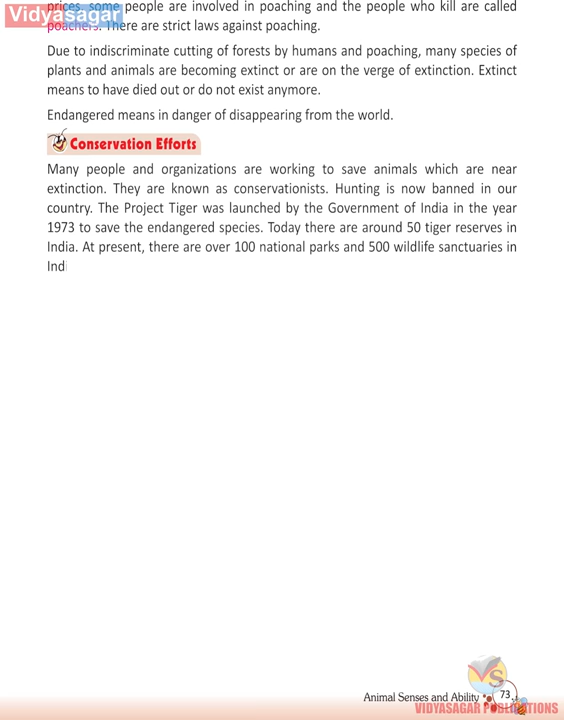 prices, some people are involved in poaching and the people who kill are called
Vidyasagar
poachers. There are strict laws against poaching.
Due to indiscriminate cutting of forests by humans and poaching, many species of
plants and animals are becoming extinct or are on the verge of extinction. Extinct
means to have died out or do not exist anymore.
Endangered means in danger of disappearing from the world.
Conservation Efforts
Many people and organizations are working to save animals which are near
extinction. They are known as conservationists. Hunting is now banned in our
country. The Project Tiger was launched by the Government of India in the year
1973 to save the endangered species. Today there are around 50 tiger reserves in
India. At present, there are over 100 national parks and 500 wildlife sanctuaries in
Ind
VS
Animal Senses and Ability 73
VIDYASAGAR PUBLICATIONS